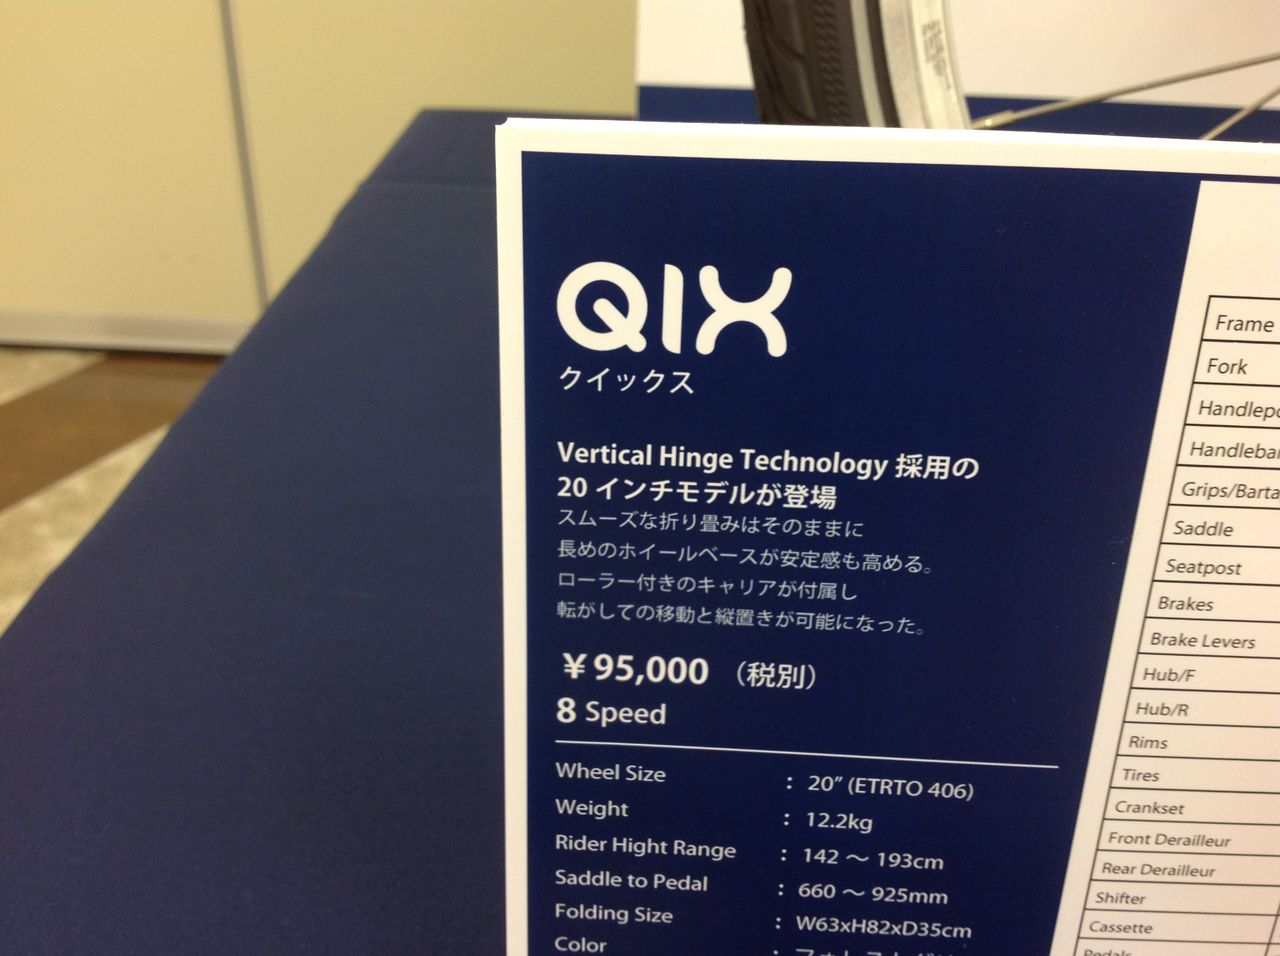 QIX
クイックス
Vertical Hinge Technology 採用の
20 インチモデルが登場
スムーズな折り畳みはそのままに
長めのホイールベースが安定感も高める。
ローラー付きのキャリアが付属し
転がしての移動と縦置きが可能になった。
￥95,000 （税別）
8 Speed
Wheel Size : 20” (ETRTO 406)
Weight : 12.2kg
Rider Hight Range : 142 〜 193cm
Saddle to Pedal : 660 〜 925mm
Folding Size : W63xH82xD35cm
Color :
Frame
Fork
Saddle
Seatpost
Brakes
Brake Levers
Hub/F
Hub/R
Rims
Tires
Crankset
Front Derailleur
Rear Derailleur
Shifter
Cassette